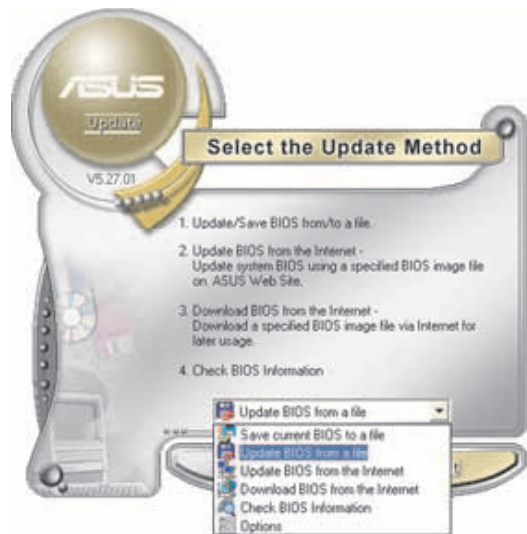 ASUS
Update
V5.27.01
Select the Update Method
1. Update/Save BIOS from/to a file.
2. Update BIOS from the Internet -
Update system BIOS using a specified BIOS image file
on ASUS Web Site.
3. Download BIOS from the Internet -
Download a specified BIOS image file via Internet for
later usage.
4. Check BIOS Information
Update BIOS from a file
Save current BIOS to a file
Update BIOS from a file
Update BIOS from the Internet
Download BIOS from the Internet
Check BIOS Information
Options